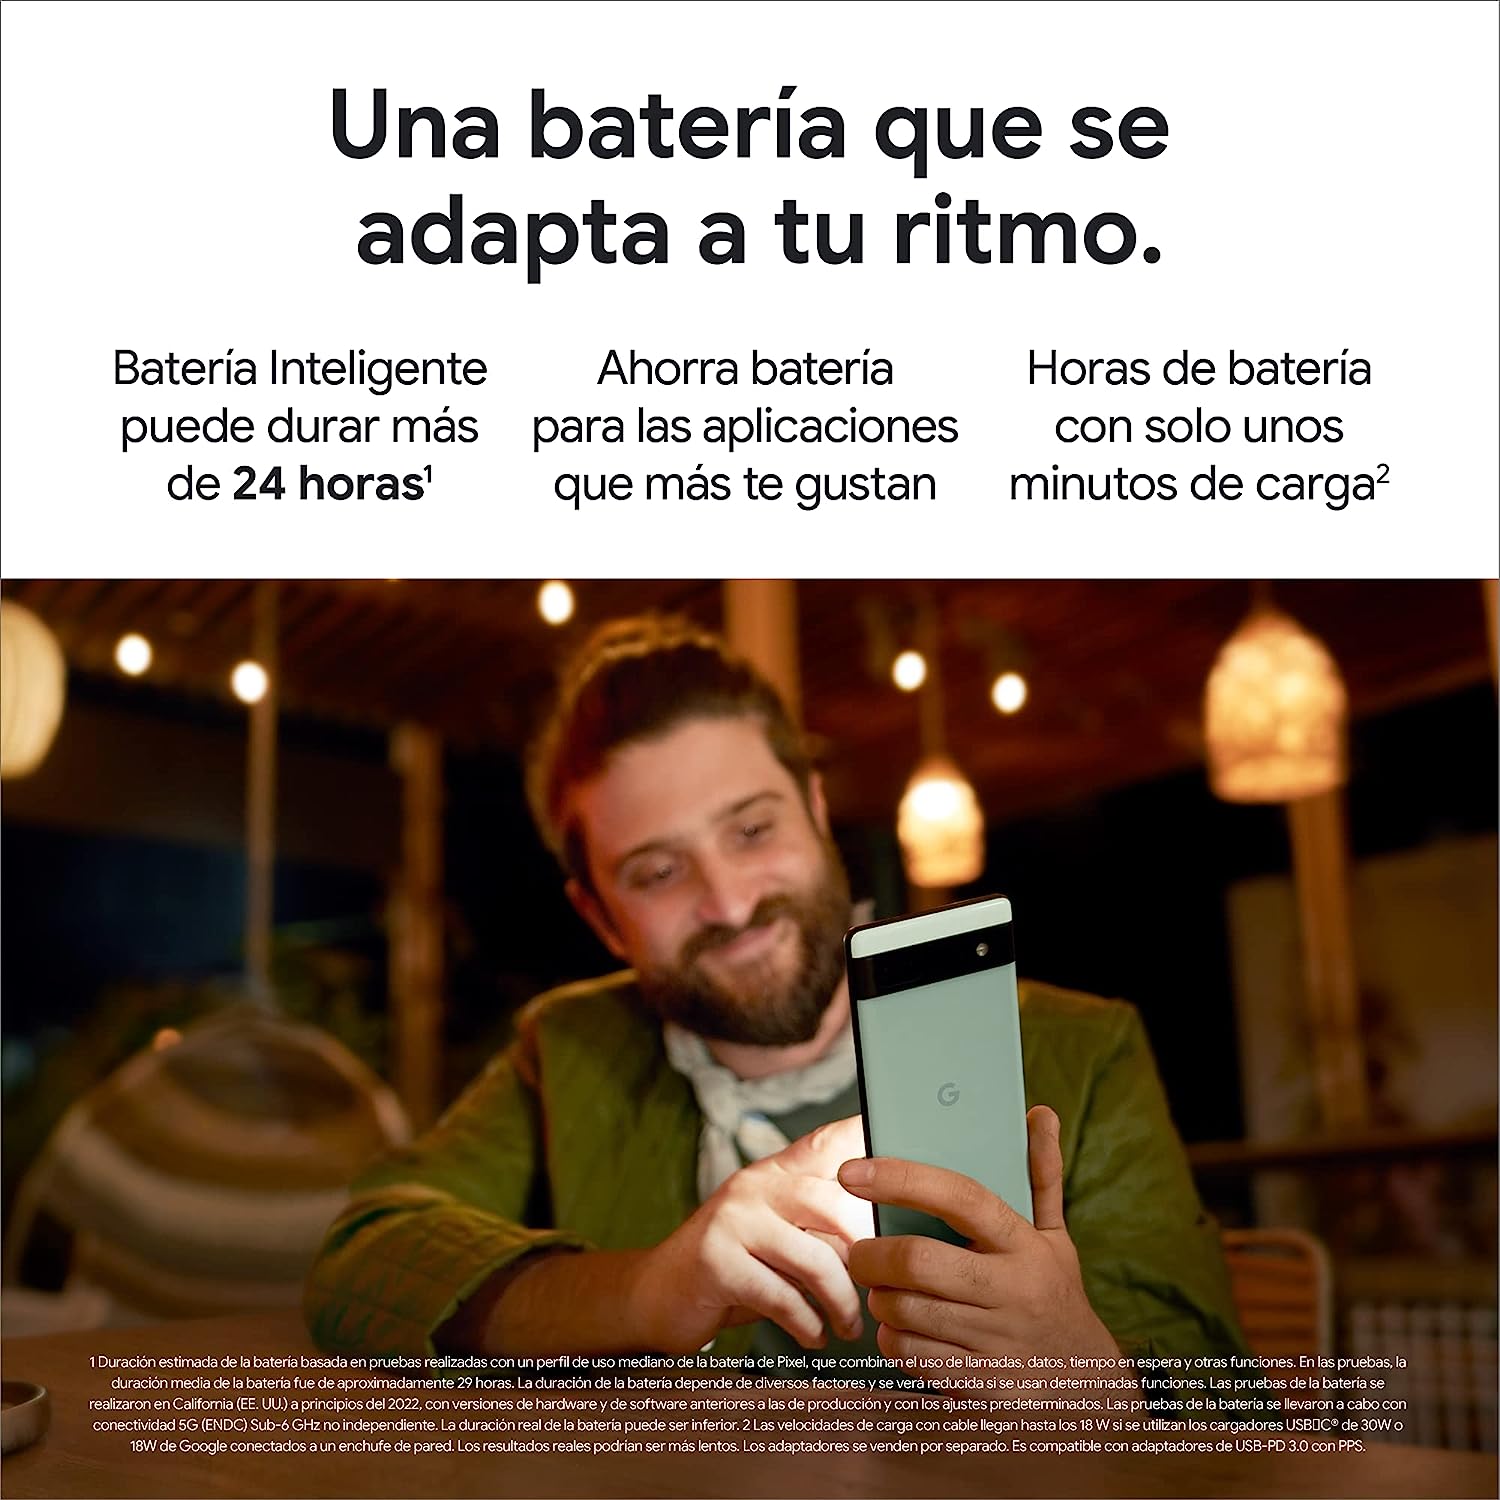 Una batería que se
adapta a tu ritmo.
Batería Inteligente
puede durar más
de 24 horas¹
Ahorra batería
para las aplicaciones
que más te gustan
Horas de batería
con solo unos
minutos de carga²
G
1 Duración estimada de la batería basada en pruebas realizadas con un perfil de uso mediano de la batería de Pixel, que combinan el uso de llamadas, datos, tiempo en espera y otras funciones. En las pruebas, la
duración media de la batería fue de aproximadamente 29 horas. La duración de la batería depende de diversos factores y se verá reducida si se usan determinadas funciones. Las pruebas de la batería se
realizaron en California (EE. UU.) a principios del 2022, con versiones de hardware y de software anteriores a las de producción y con los ajustes predeterminados. Las pruebas de la batería se llevaron a cabo con
conectividad 5G (ENDC) Sub-6 GHz no independiente. La duración real de la batería puede ser inferior. 2 Las velocidades de carga con cable llegan hasta los 18 W si se utilizan los cargadores USB▯C® de 30W o
18W de Google conectados a un enchufe de pared. Los resultados reales podrían ser más lentos. Los adaptadores se venden por separado. Es compatible con adaptadores de USB-PD 3.0 con PPS.